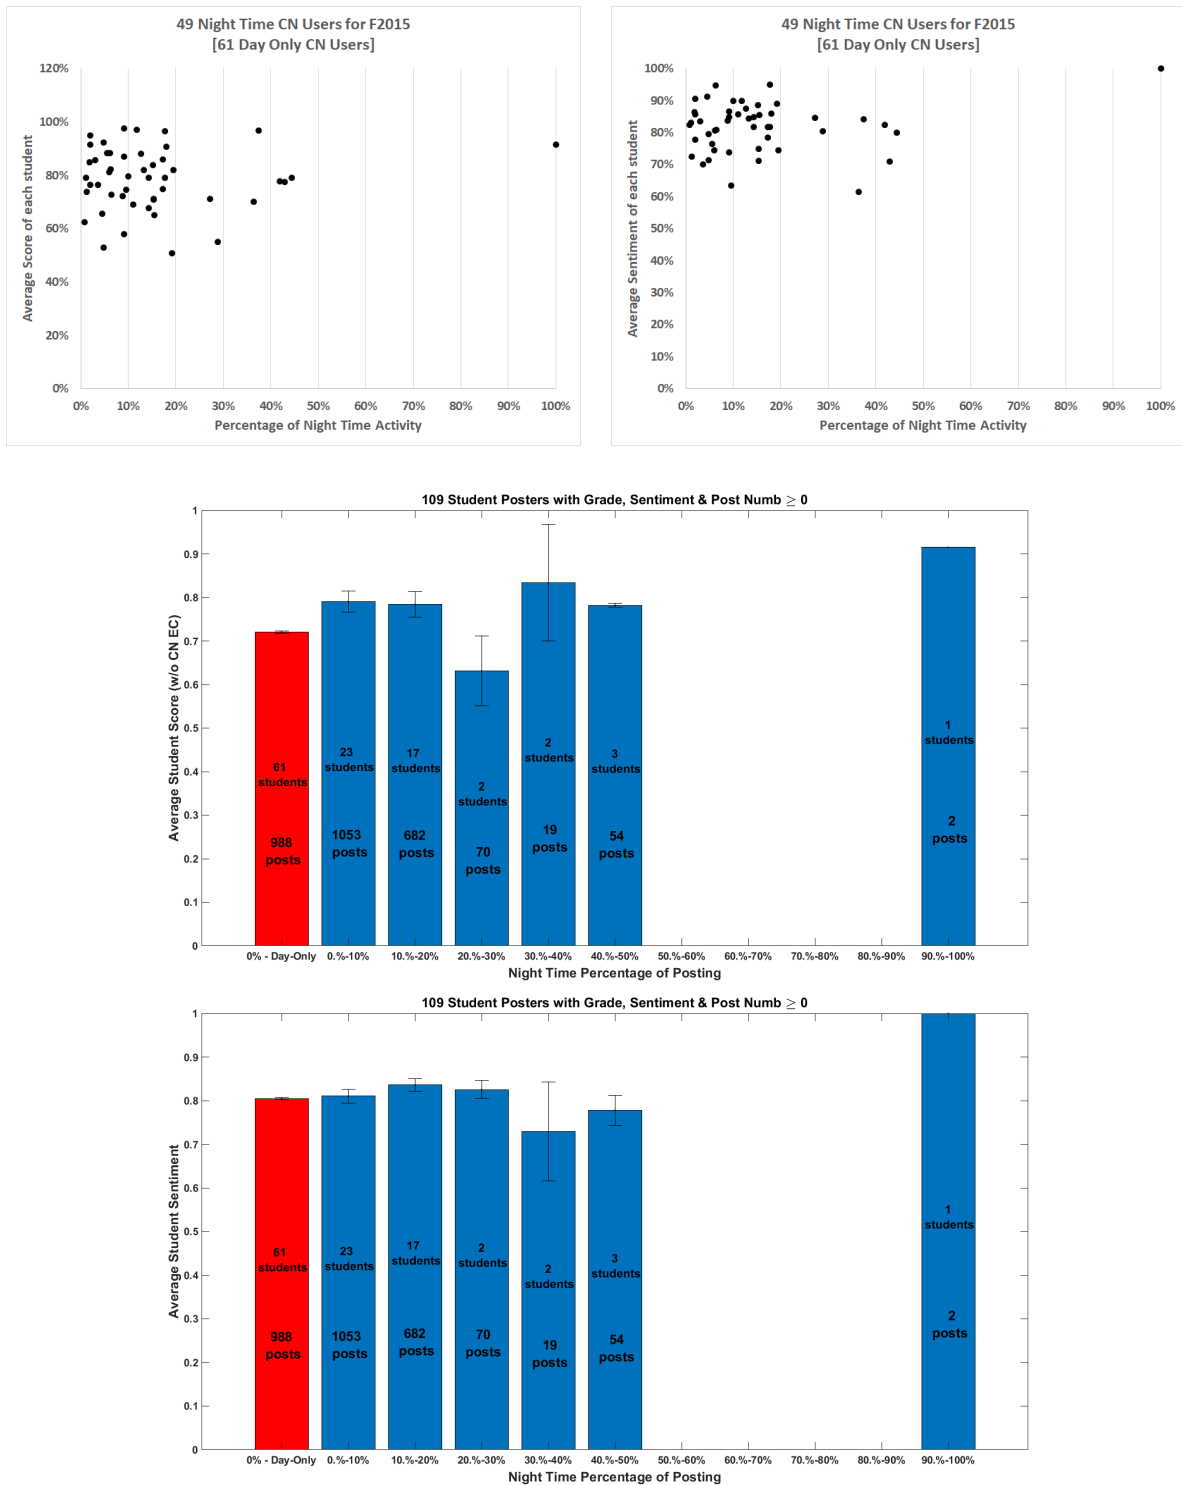 49 Night Time CN Users for F2015
[61 Day Only CN Users]
120%
100%
80%
60%
40%
20%
0%
0% 10% 20% 30% 40% 50% 60% 70% 80% 90% 100%
Average Score of each student
Percentage of Night Time Activity
49 Night Time CN Users for F2015
[61 Day Only CN Users]
100%
90%
80%
70%
60%
50%
40%
30%
20%
10%
0%
0% 10% 20% 30% 40% 50% 60% 70% 80% 90% 100%
Average Sentiment of each student
Percentage of Night Time Activity
109 Student Posters with Grade, Sentiment & Post Numb ≥ 0
1
0.9
0.8
0.7
0.6
0.5
0.4
0.3
0.2
0.1
0
Average Student Score (w/o CN EC)
61
students
988
posts
23
students
1053
posts
17
students
682
posts
2
students
70
posts
2
students
19
posts
3
students
54
posts
1
students
2
posts
0% - Day-Only 0.%-10% 10.%-20% 20.%-30% 30.%-40% 40.%-50% 50.%-60% 60.%-70% 70.%-80% 80.%-90% 90.%-100%
Night Time Percentage of Posting
109 Student Posters with Grade, Sentiment & Post Numb ≥ 0
1
0.9
0.8
0.7
0.6
0.5
0.4
0.3
0.2
0.1
0
Average Student Sentiment
61
students
988
posts
23
students
1053
posts
17
students
682
posts
2
students
70
posts
2
students
19
posts
3
students
54
posts
1
students
2
posts
0% - Day-Only 0.%-10% 10.%-20% 20.%-30% 30.%-40% 40.%-50% 50.%-60% 60.%-70% 70.%-80% 80.%-90% 90.%-100%
Night Time Percentage of Posting